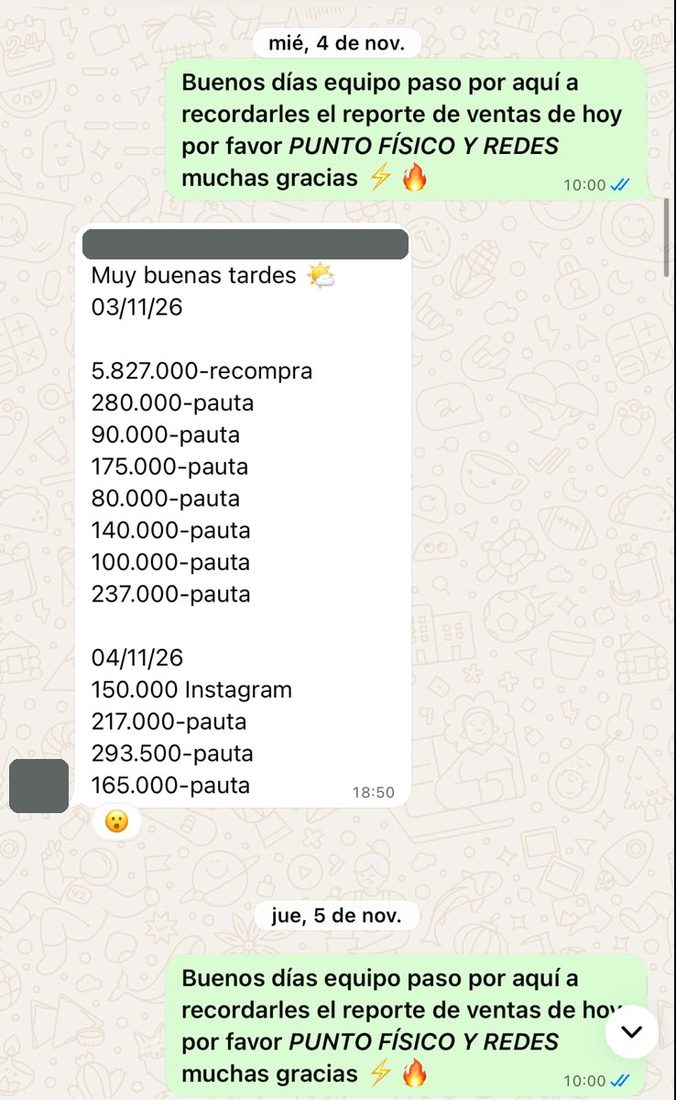 mié, 4 de nov.
Buenos días equipo paso por aquí a
recordarles el reporte de ventas de hoy
por favor PUNTO FÍSICO Y REDES
muchas gracias ⚡🔥
10:00
Muy buenas tardes 🌤️
03/11/26
5.827.000-recompra
280.000-pauta
90.000-pauta
175.000-pauta
80.000-pauta
140.000-pauta
100.000-pauta
237.000-pauta
04/11/26
150.000 Instagram
217.000-pauta
293.500-pauta
165.000-pauta
18:50
😮
jue, 5 de nov.
Buenos días equipo paso por aquí a
recordarles el reporte de ventas de hoy
por favor PUNTO FÍSICO Y REDES
muchas gracias ⚡🔥
10:00